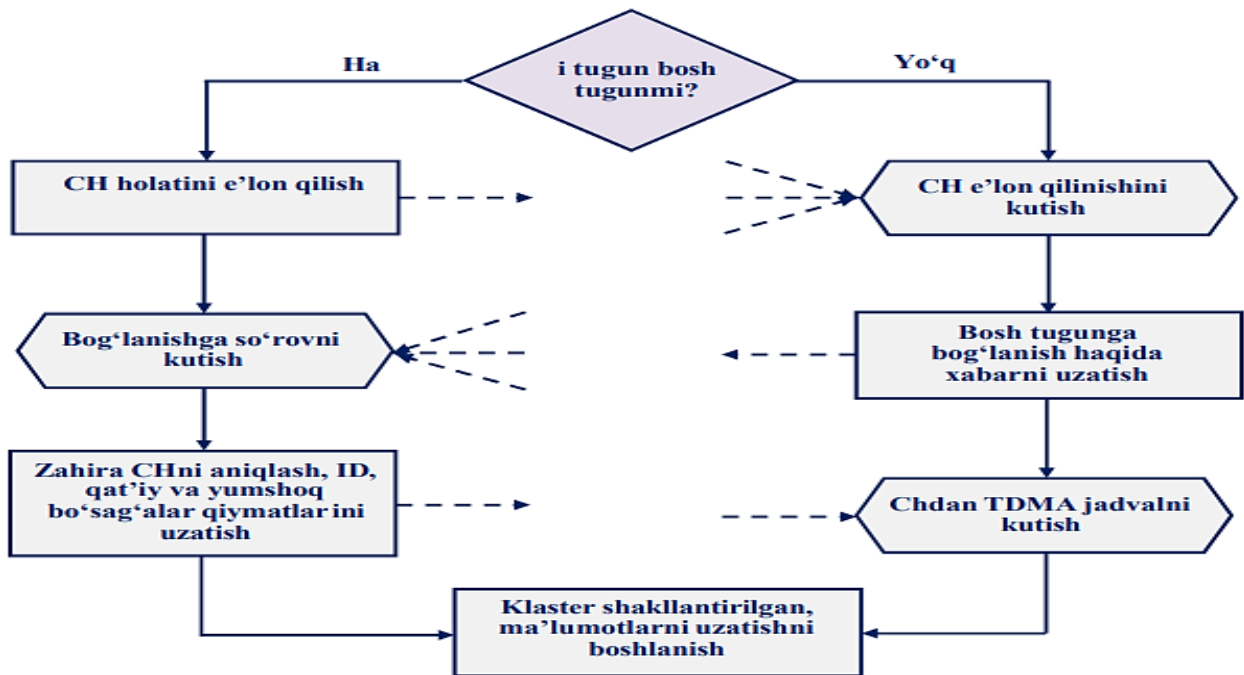 i tugun bosh
tugunmi?
Ha
Yo‘q
CH holatini e’lon qilish
CH e’lon qilinishini
kutish
Bog‘lanishga so‘rovni
kutish
Bosh tugunga
bog‘lanish haqida
xabarni uzatish
Zahira CHni aniqlash, ID,
qat’iy va yumshoq
bo‘sag‘alar qiymatlarini
uzatish
Chdan TDMA jadvalni
kutish
Klaster shakllantirilgan,
ma’lumotlarni uzatishni
boshlanish